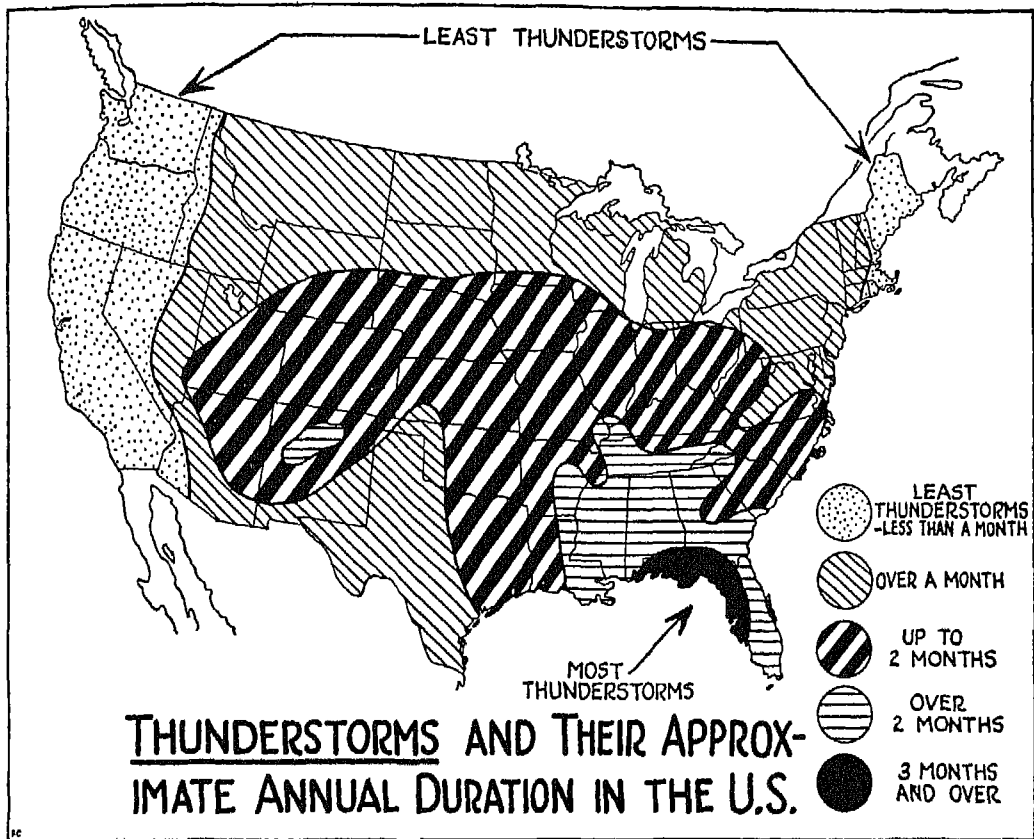 LEAST THUNDERSTORMS
LEAST
THUNDERSTORMS
-LESS THAN A MONTH
OVER A MONTH
UP TO
2 MONTHS
OVER
2 MONTHS
3 MONTHS
AND OVER
MOST
THUNDERSTORMS
THUNDERSTORMS AND THEIR APPROX-
IMATE ANNUAL DURATION IN THE U.S.